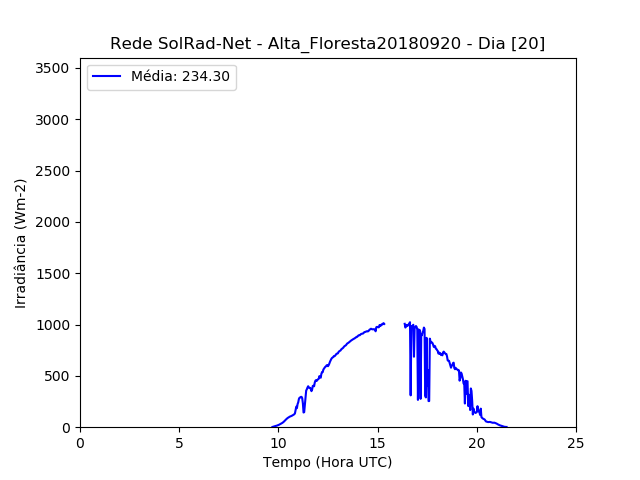 Rede SolRad-Net - Alta_Floresta20180920 - Dia [20]
Média: 234.30
Irradiância (Wm-2)
3500
3000
2500
2000
1500
1000
500
0
0 5 10 15 20 25
Tempo (Hora UTC)